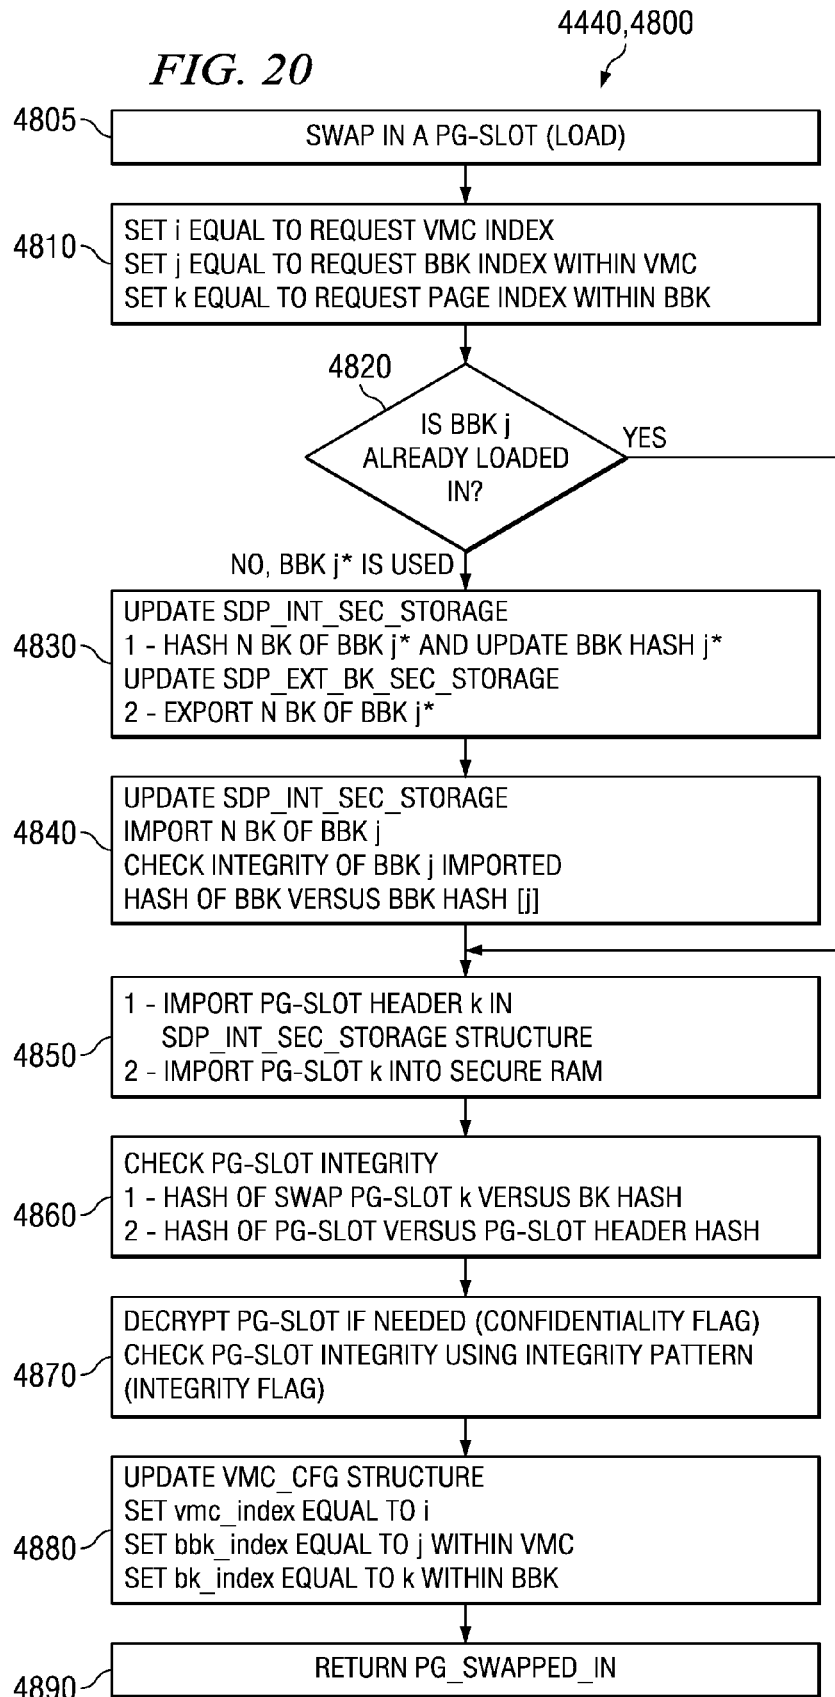 4440,4800
FIG. 20
4805
SWAP IN A PG-SLOT (LOAD)
4810
SET i EQUAL TO REQUEST VMC INDEX
SET j EQUAL TO REQUEST BBK INDEX WITHIN VMC
SET k EQUAL TO REQUEST PAGE INDEX WITHIN BBK
4820
IS BBK j
ALREADY LOADED
IN?
YES
NO, BBK j* IS USED
4830
UPDATE SDP_INT_SEC_STORAGE
1 - HASH N BK OF BBK j* AND UPDATE BBK HASH j*
UPDATE SDP_EXT_BK_SEC_STORAGE
2 - EXPORT N BK OF BBK j*
4840
UPDATE SDP_INT_SEC_STORAGE
IMPORT N BK OF BBK j
CHECK INTEGRITY OF BBK j IMPORTED
HASH OF BBK VERSUS BBK HASH [j]
4850
1 - IMPORT PG-SLOT HEADER k IN
SDP_INT_SEC_STORAGE STRUCTURE
2 - IMPORT PG-SLOT k INTO SECURE RAM
4860
CHECK PG-SLOT INTEGRITY
1 - HASH OF SWAP PG-SLOT k VERSUS BK HASH
2 - HASH OF PG-SLOT VERSUS PG-SLOT HEADER HASH
4870
DECRYPT PG-SLOT IF NEEDED (CONFIDENTIALITY FLAG)
CHECK PG-SLOT INTEGRITY USING INTEGRITY PATTERN
(INTEGRITY FLAG)
4880
UPDATE VMC_CFG STRUCTURE
SET vmc_index EQUAL TO i
SET bbk_index EQUAL TO j WITHIN VMC
SET bk_index EQUAL TO k WITHIN BBK
4890
RETURN PG_SWAPPED_IN